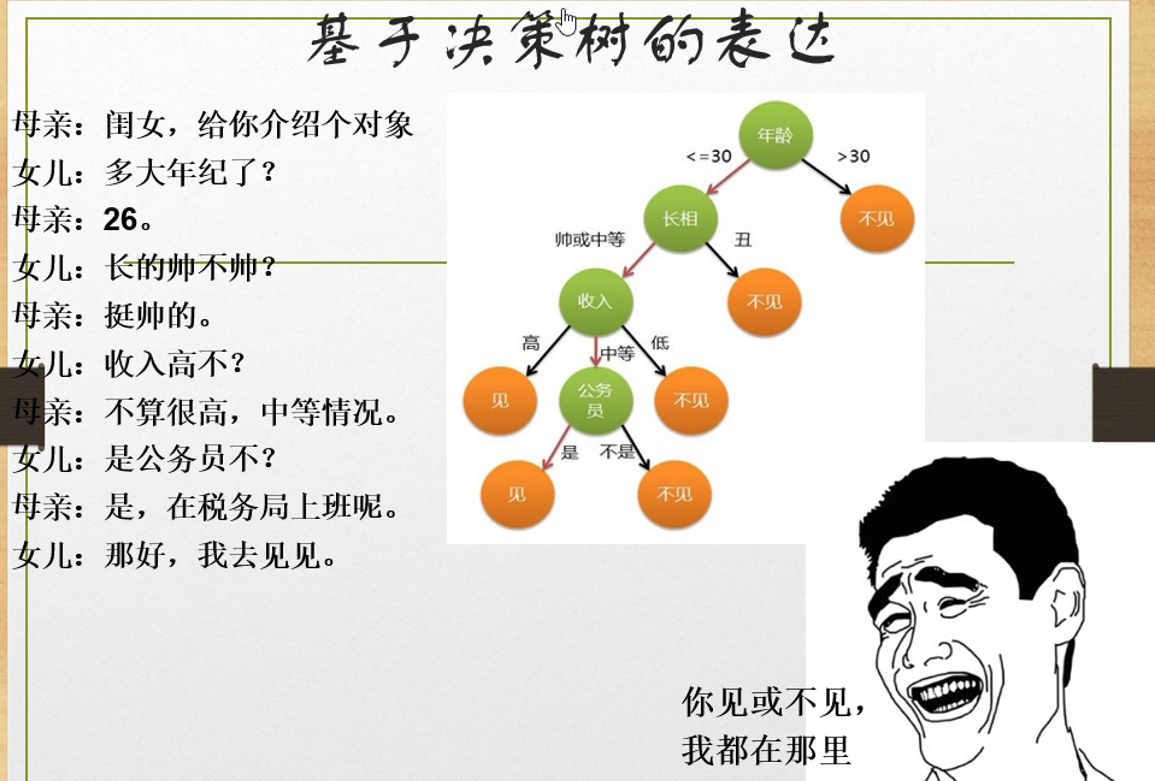 基于决策树的表达
母亲：闺女，给你介绍个对象
女儿：多大年纪了？
母亲：26。
女儿：长的帅不帅？
母亲：挺帅的。
女儿：收入高不？
母亲：不算很高，中等情况。
女儿：是公务员不？
母亲：是，在税务局上班呢。
女儿：那好，我去见见。
年龄
<=30
>30
长相
不见
帅或中等
丑
收入
不见
高
中等
低
见
公务
员
不见
是
不是
见
不见
你见或不见，
我都在那里